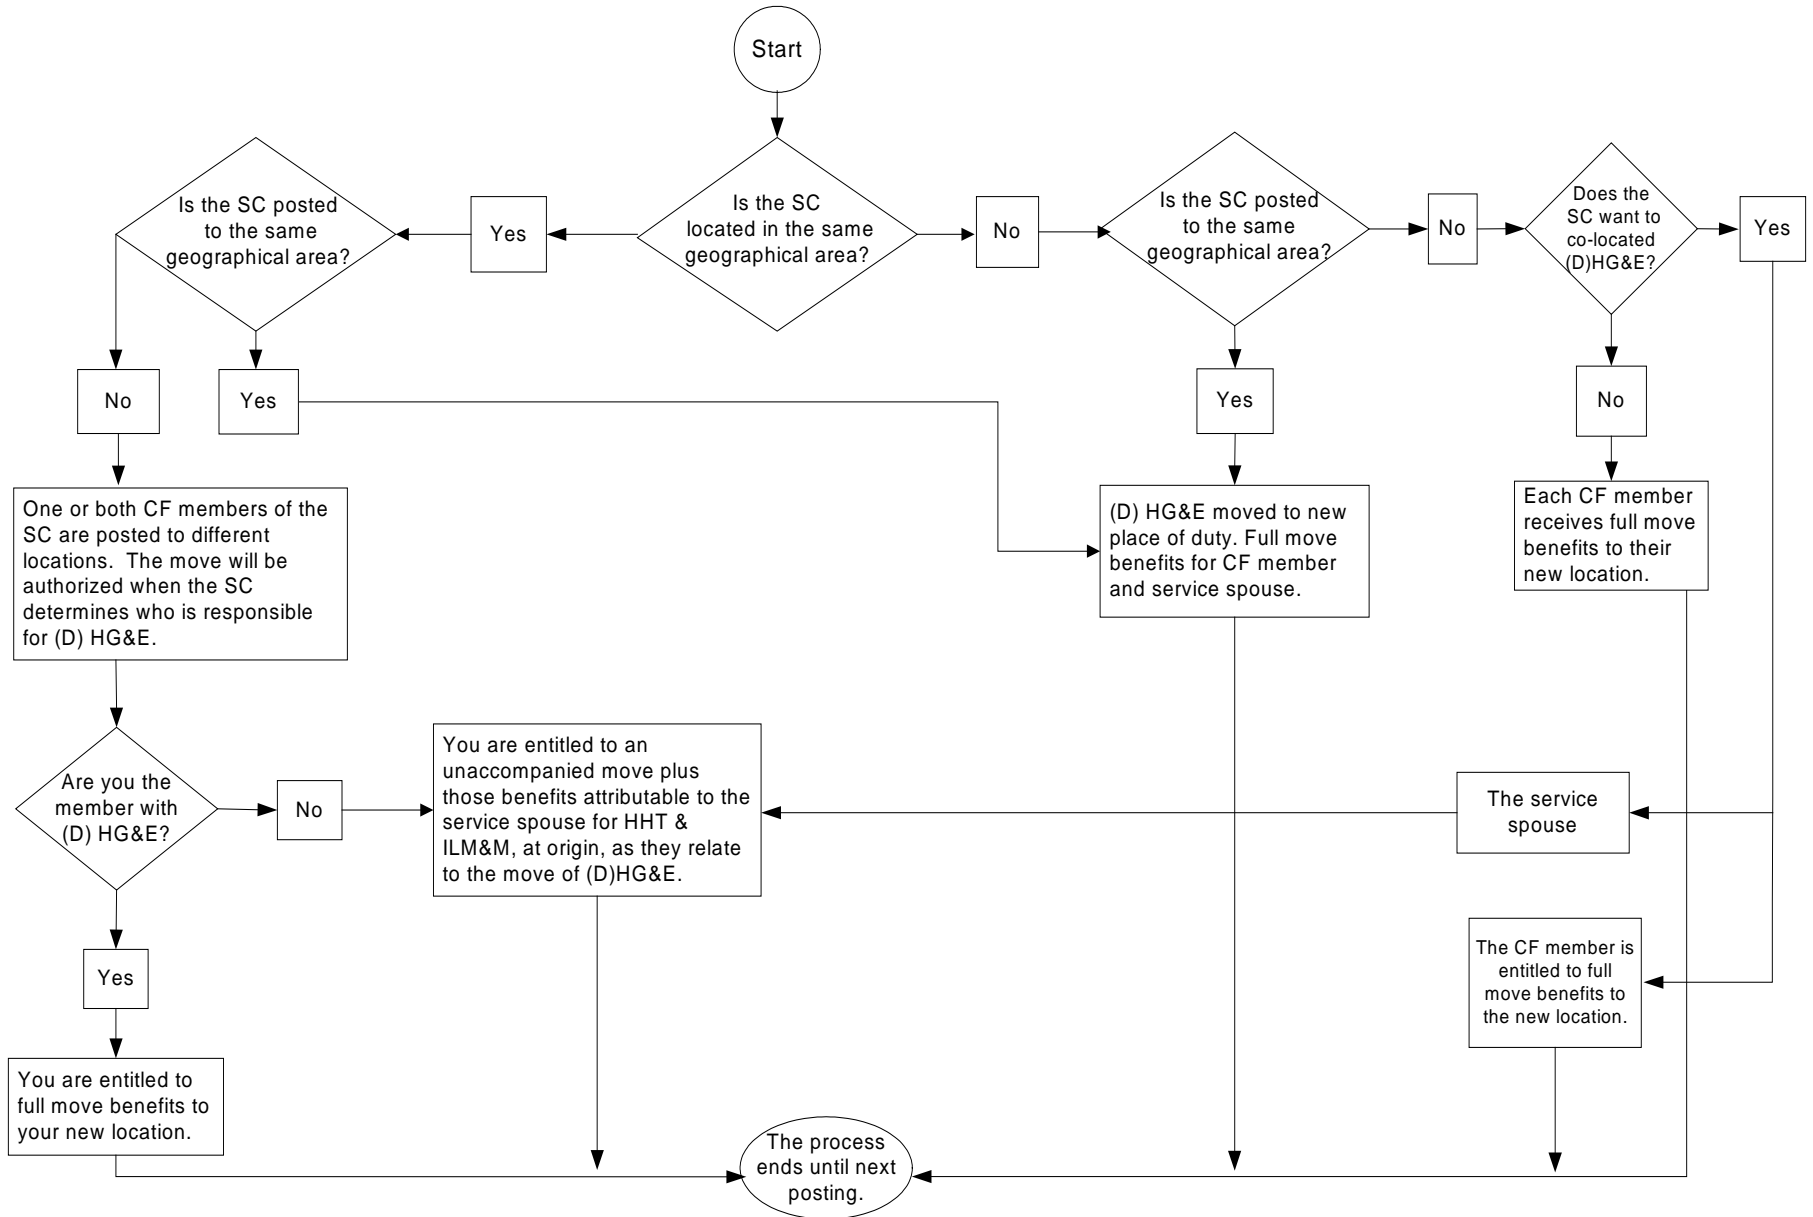 Start
Is the SC posted
to the same
geographical area?
Yes
Is the SC
located in the same
geographical area?
No
Is the SC posted
to the same
geographical area?
No
Does the
SC want to
co-located
(D)HG&E?
Yes
No
Yes
Yes
No
One or both CF members of the
SC are posted to different
locations.  The move will be
authorized when the SC
determines who is responsible
for (D) HG&E.
(D) HG&E moved to new
place of duty. Full move
benefits for CF member
and service spouse.
Each CF member
receives full move
benefits to their
new location.
Are you the
member with
(D) HG&E?
No
You are entitled to an
unaccompanied move plus
those benefits attributable to the
service spouse for HHT &
ILM&M, at origin, as they relate
to the move of (D)HG&E.
The service
spouse
Yes
The CF member is
entitled to full
move benefits to
the new location.
You are entitled to
full move benefits to
your new location.
The process
ends until next
posting.